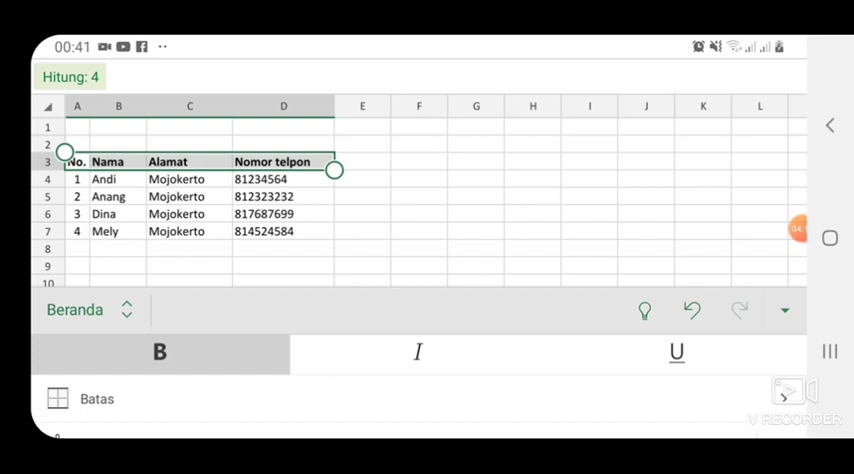 00:41
Hitung: 4
A B C D E F G H I J K L
1
2
3 No. Nama Alamat Nomor telpon
4 1 Andi Mojokerto 81234564
5 2 Anang Mojokerto 812323232
6 3 Dina Mojokerto 817687699
7 4 Mely Mojokerto 814524584
8
9
10
Beranda
B I U
Batas
V RECORDER